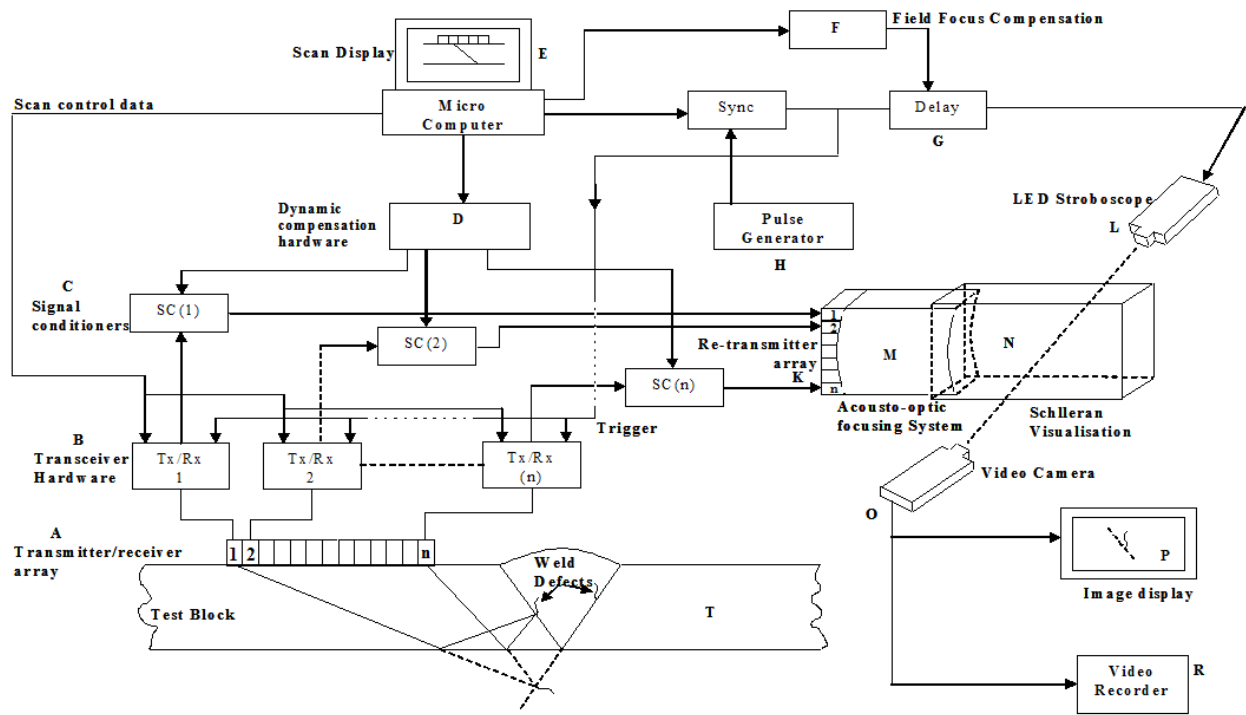 Field Focus Compensation
F
Scan Display
E
Scan control data
Micro
Computer
Sync
Delay
G
LED Stroboscope
L
Dynamic
compensation
hardware
D
Pulse
Generator
H
C
Signal
conditioners
SC(1)
SC(2)
SC(n)
1
2
n
Re-transmitter
array
K
M
N
Acousto-optic
focusing System
Schlleran
Visualisation
Trigger
B
Transceiver
Hardware
Tx/Rx
1
Tx/Rx
2
Tx/Rx
(n)
Video Camera
O
A
Transmitter/receiver
array
1 2 n
Weld
Defects
Test Block
T
P
Image display
Video
Recorder
R